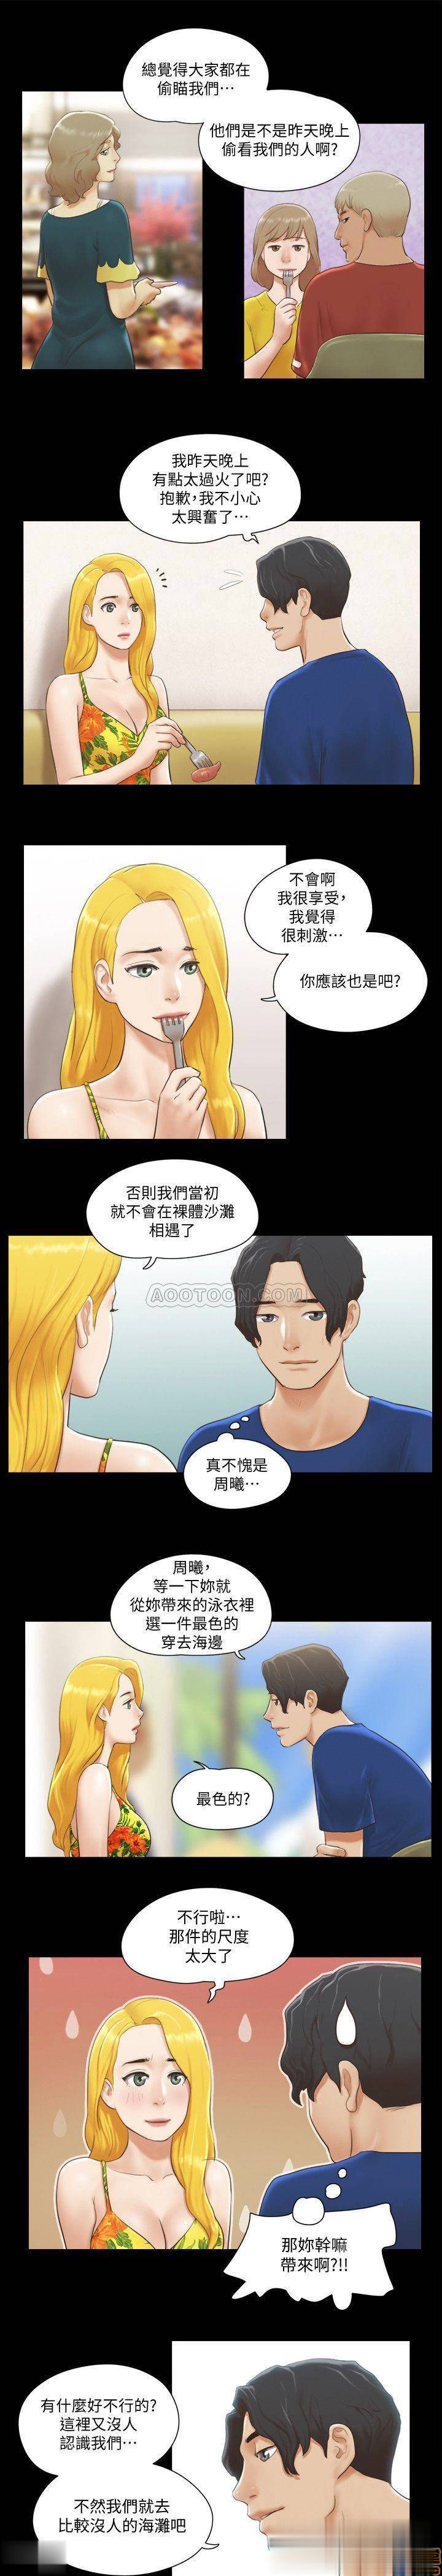 總覺得大家都在
偷瞄我們…
他們是不是昨天晚上
偷看我們的人啊?
我昨天晚上
有點太過火了吧?
抱歉,我不小心
太興奮了…
不會啊
我很享受,
我覺得
很刺激…
你應該也是吧?
否則我們當初
就不會在裸體沙灘
相遇了
AOOTOON.COM
真不愧是
周曦…
周曦,
等一下妳就
從妳帶來的泳衣裡
選一件最色的
穿去海邊
最色的?
不行啦…
那件的尺度
太大了
那妳幹嘛
帶來啊?!!
有什麼好不行的?
這裡又沒人
認識我們…
不然我們就去
比較沒人的海灘吧